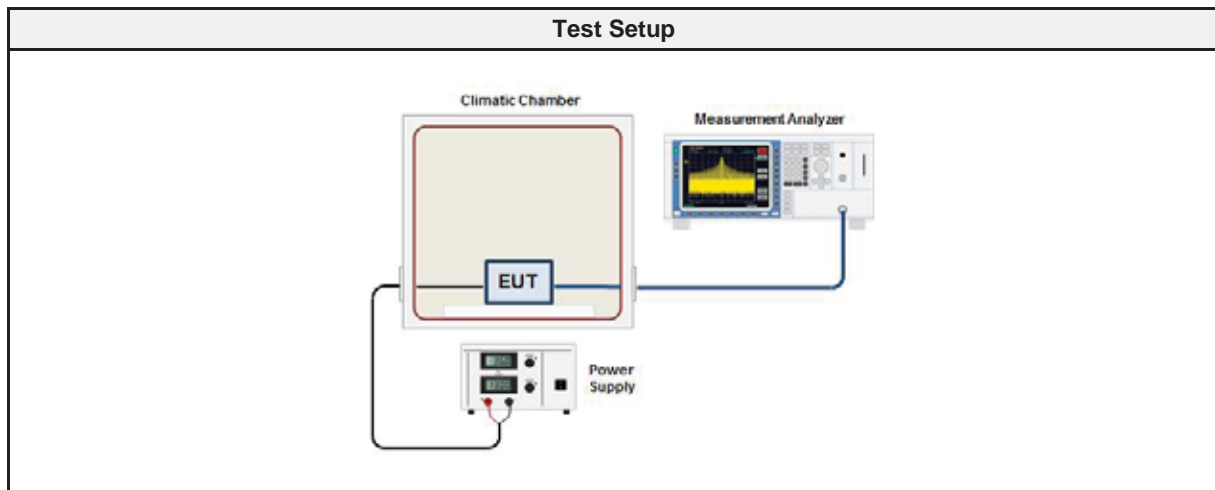 Test Setup
Climatic Chamber
Measurement Analyzer
EUT
Power
Supply